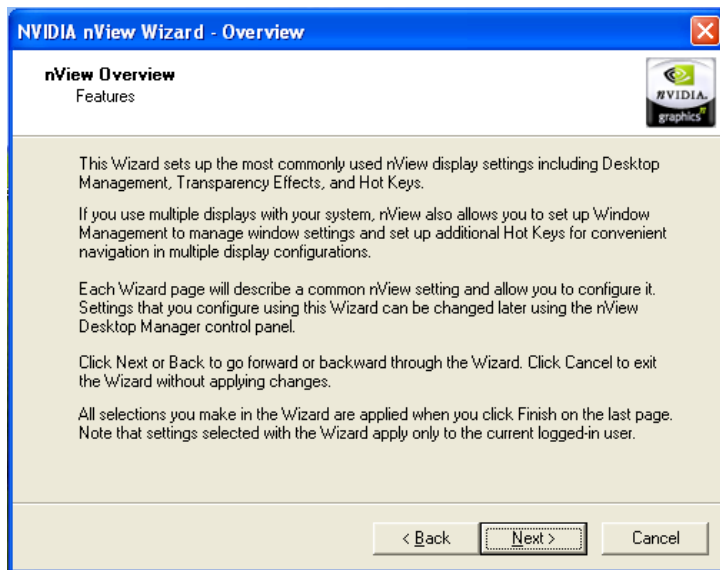 NVIDIA nView Wizard - Overview
nView Overview
Features
NVIDIA.
graphics
This Wizard sets up the most commonly used nView display settings including Desktop
Management, Transparency Effects, and Hot Keys.
If you use multiple displays with your system, nView also allows you to set up Window
Management to manage window settings and set up additional Hot Keys for convenient
navigation in multiple display configurations.
Each Wizard page will describe a common nView setting and allow you to configure it.
Settings that you configure using this Wizard can be changed later using the nView
Desktop Manager control panel.
Click Next or Back to go forward or backward through the Wizard. Click Cancel to exit
the Wizard without applying changes.
All selections you make in the Wizard are applied when you click Finish on the last page.
Note that settings selected with the Wizard apply only to the current logged-in user.
< Back Next > Cancel